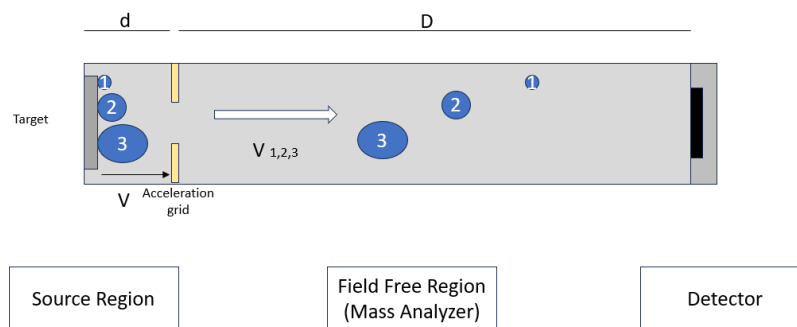 d
D
1
1
2
2
Target
3
3
V 1,2,3
V
Acceleration
grid
Source Region
Field Free Region
(Mass Analyzer)
Detector